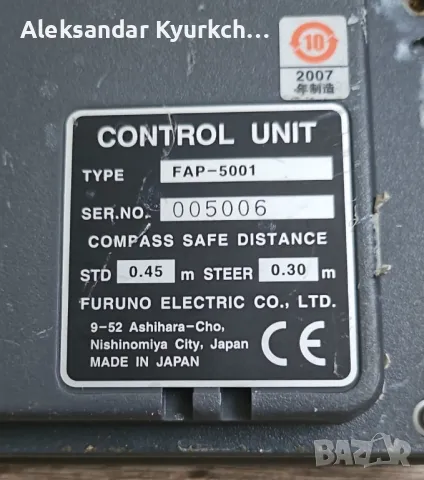 Aleksandar Kyurkch...
10
2007
年制造
CONTROL UNIT
TYPE FAP-5001
SER.NO. 005006
COMPASS SAFE DISTANCE
STD 0.45 m STEER 0.30 m
FURUNO ELECTRIC CO., LTD.
9-52 Ashihara-Cho,
Nishinomiya City, Japan
MADE IN JAPAN
CE
BAZAR
bg